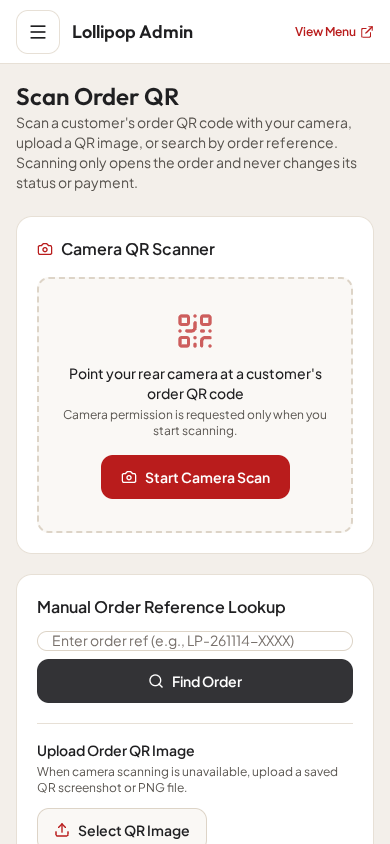 Lollipop Admin
View Menu
Scan Order QR
Scan a customer's order QR code with your camera,
upload a QR image, or search by order reference.
Scanning only opens the order and never changes its
status or payment.
Camera QR Scanner
Point your rear camera at a customer's
order QR code
Camera permission is requested only when you
start scanning.
Start Camera Scan
Manual Order Reference Lookup
Enter order ref (e.g., LP-261114-XXXX)
Find Order
Upload Order QR Image
When camera scanning is unavailable, upload a saved
QR screenshot or PNG file.
Select QR Image